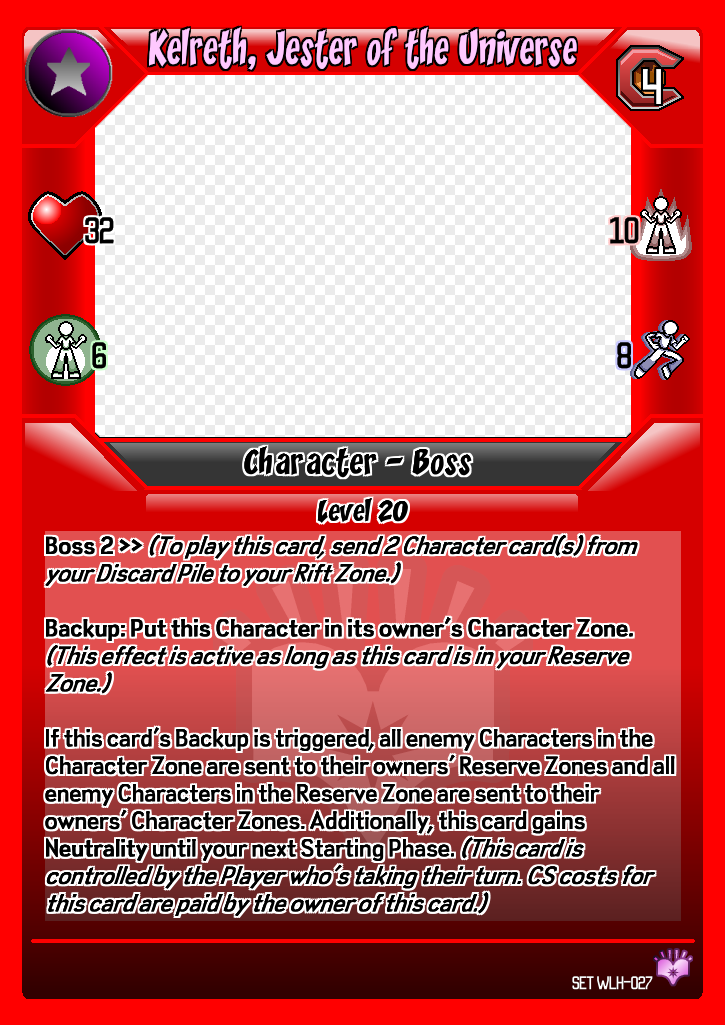 Kelreth, Jester of the Universe
4
32
10
6
8
Character - Boss
Level 20
Boss 2 >> (To play this card, send 2 Character card(s) from
your Discard Pile to your Rift Zone.)
Backup: Put this Character in its owner's Character Zone.
(This effect is active as long as this card is in your Reserve
Zone.)
If this card's Backup is triggered, all enemy Characters in the
Character Zone are sent to their owners' Reserve Zones and all
enemy Characters in the Reserve Zone are sent to their
owners' Character Zones. Additionally, this card gains
Neutrality until your next Starting Phase. (This card is
controlled by the Player who's taking their turn. CS costs for
this card are paid by the owner of this card.)
SET WLH-027